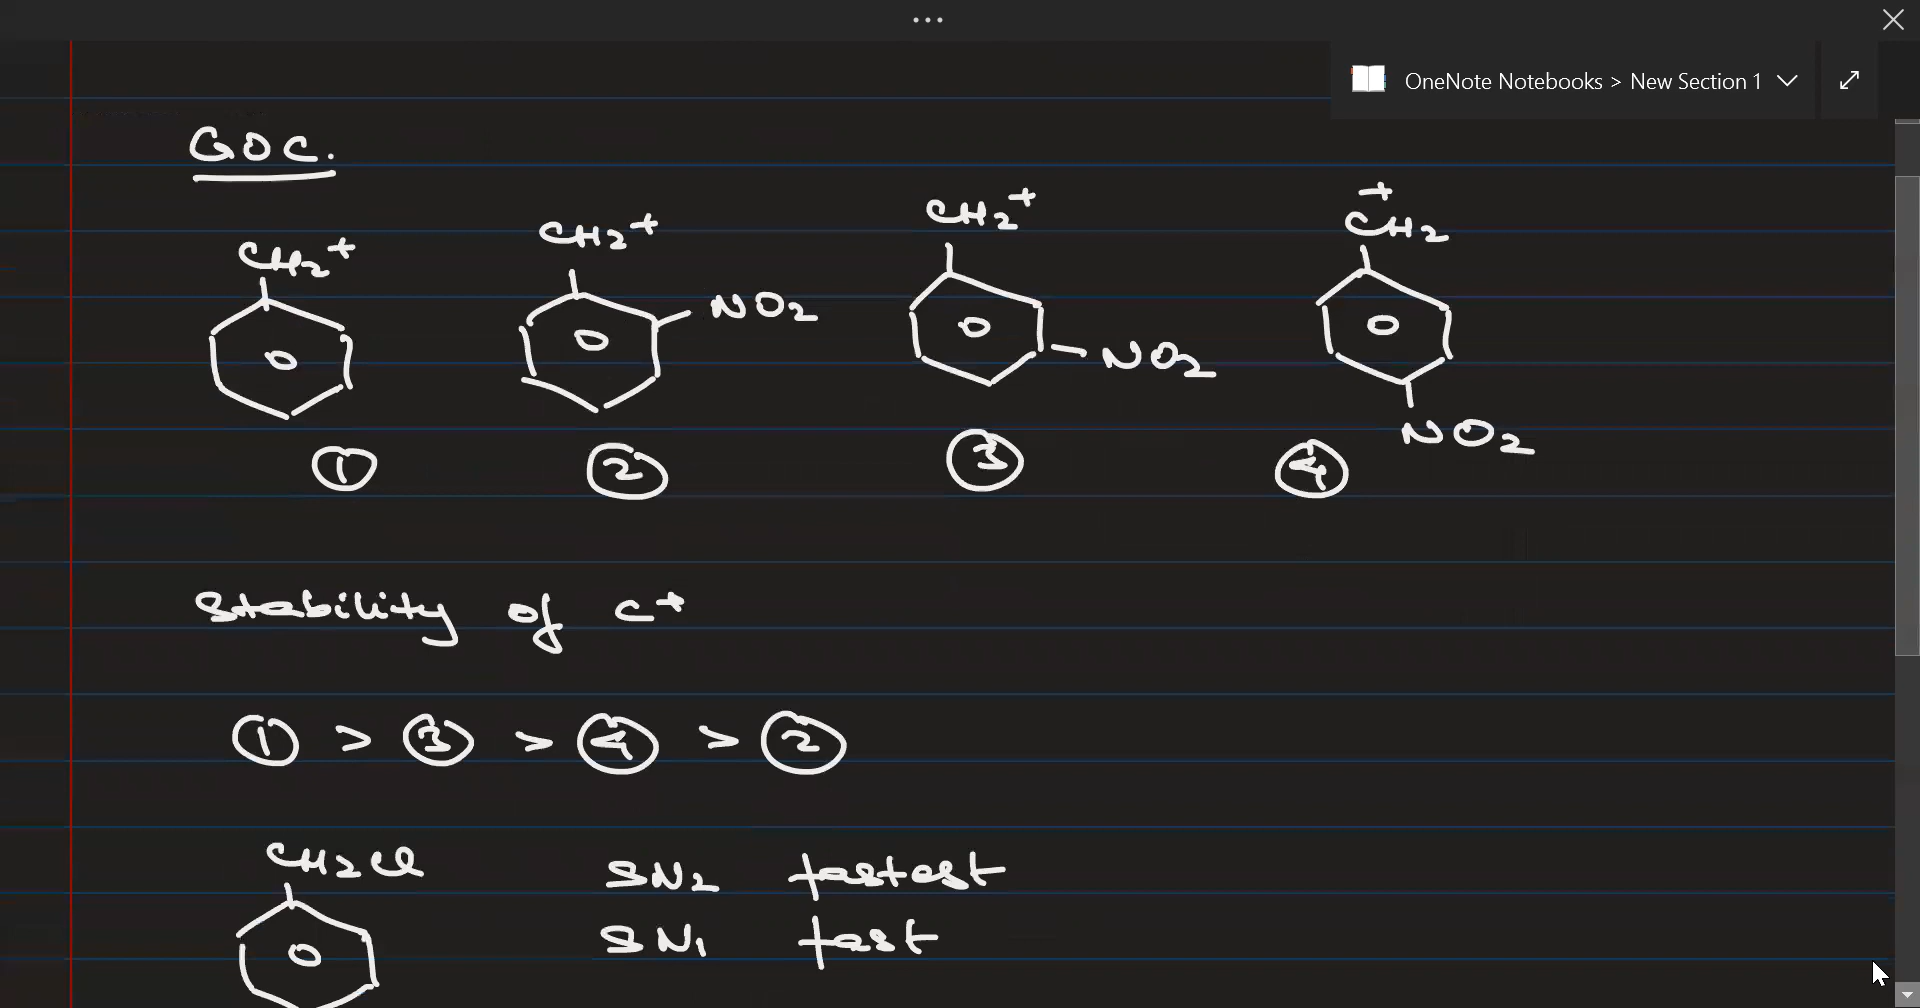 ...
OneNote Notebooks > New Section 1
GOC.
CH2+ CH2+ CH2+ +CH2
NO2 NO2 NO2
① ② ③ ④
Stability of C+
① > ③ > ④ > ②
CH2Cl SN2 fastest
SN1 fast